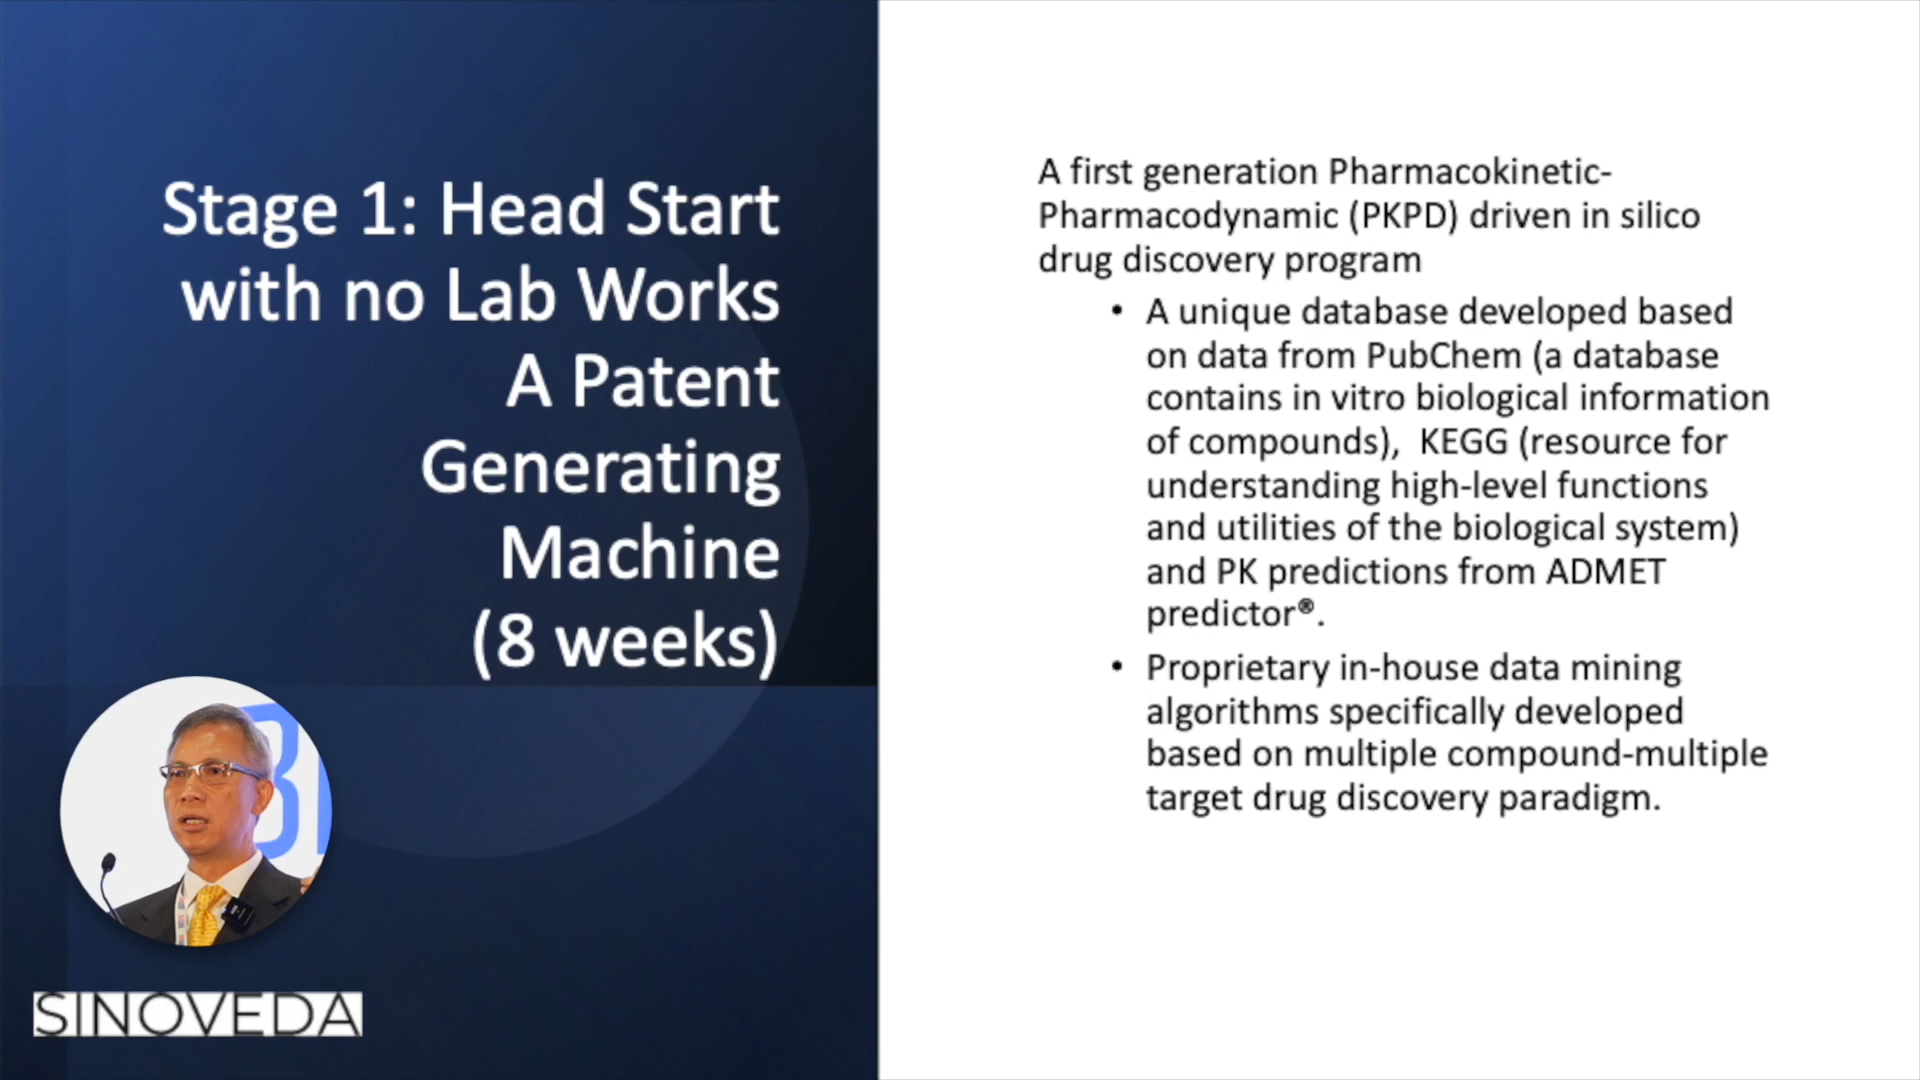 Stage 1: Head Start
with no Lab Works
A Patent
Generating
Machine
(8 weeks)
SINOVEDA
A first generation Pharmacokinetic-
Pharmacodynamic (PKPD) driven in silico
drug discovery program
• A unique database developed based
on data from PubChem (a database
contains in vitro biological information
of compounds),  KEGG (resource for
understanding high-level functions
and utilities of the biological system)
and PK predictions from ADMET
predictor®.
• Proprietary in-house data mining
algorithms specifically developed
based on multiple compound-multiple
target drug discovery paradigm.